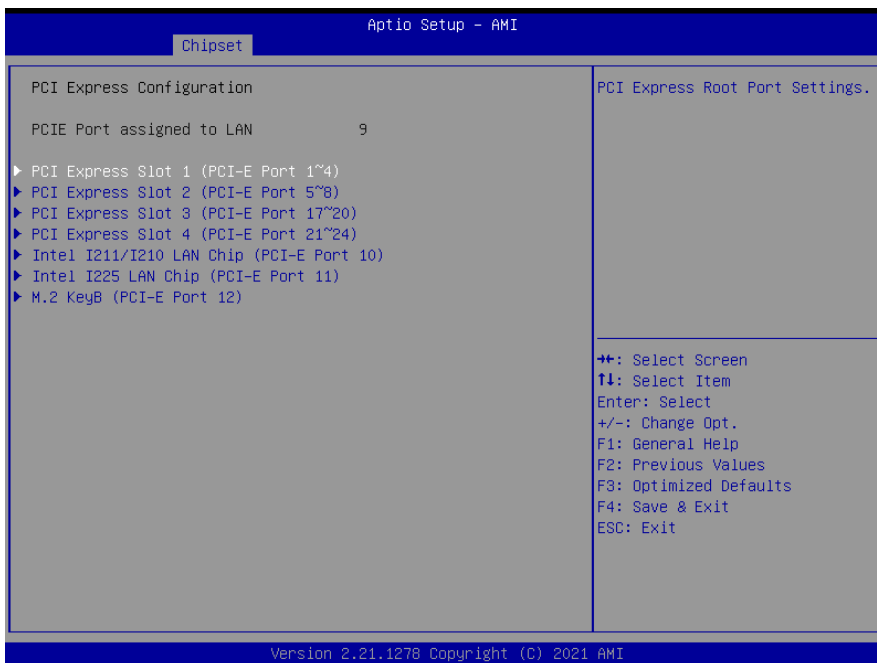 Aptio Setup – AMI
Chipset
PCI Express Configuration
PCIE Port assigned to LAN 9
▶ PCI Express Slot 1 (PCI-E Port 1~4)
▶ PCI Express Slot 2 (PCI-E Port 5~8)
▶ PCI Express Slot 3 (PCI-E Port 17~20)
▶ PCI Express Slot 4 (PCI-E Port 21~24)
▶ Intel I211/I210 LAN Chip (PCI-E Port 10)
▶ Intel I225 LAN Chip (PCI-E Port 11)
▶ M.2 KeyB (PCI-E Port 12)
PCI Express Root Port Settings.
→←: Select Screen
↑↓: Select Item
Enter: Select
+/-: Change Opt.
F1: General Help
F2: Previous Values
F3: Optimized Defaults
F4: Save & Exit
ESC: Exit
Version 2.21.1278 Copyright (C) 2021 AMI